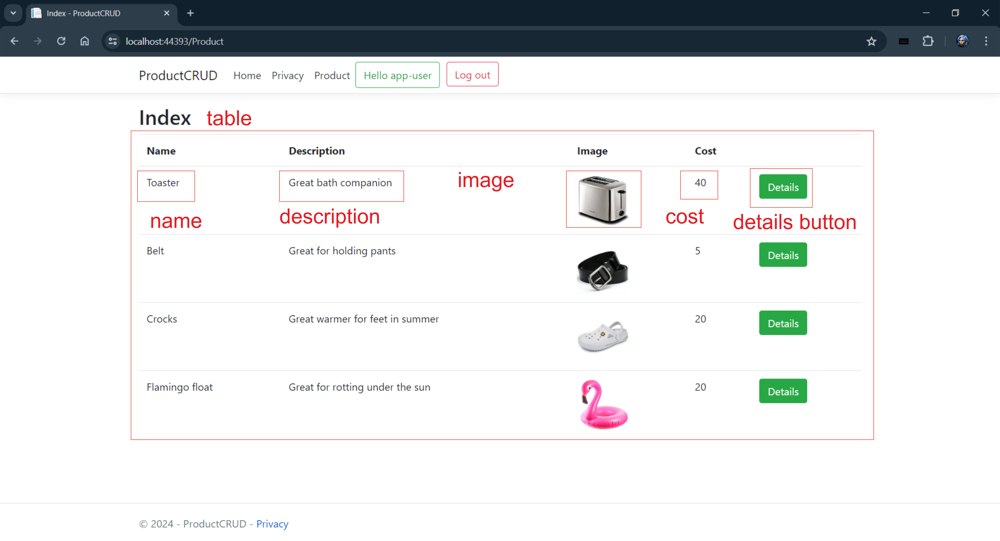 Index - ProductCRUD
localhost:44393/Product
ProductCRUD Home Privacy Product Hello app-user Log out
Index table
Name Description Image Cost
Toaster Great bath companion image 40 Details
name description cost details button
Belt Great for holding pants 5 Details
Crocks Great warmer for feet in summer 20 Details
Flamingo float Great for rotting under the sun 20 Details
© 2024 - ProductCRUD - Privacy